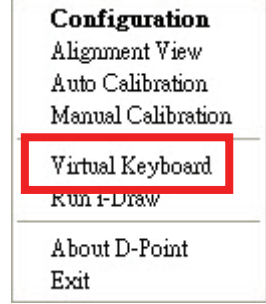 Configuration
Alignment View
Auto Calibration
Manual Calibration
Virtual Keyboard
Run i-Draw
About D-Point
Exit